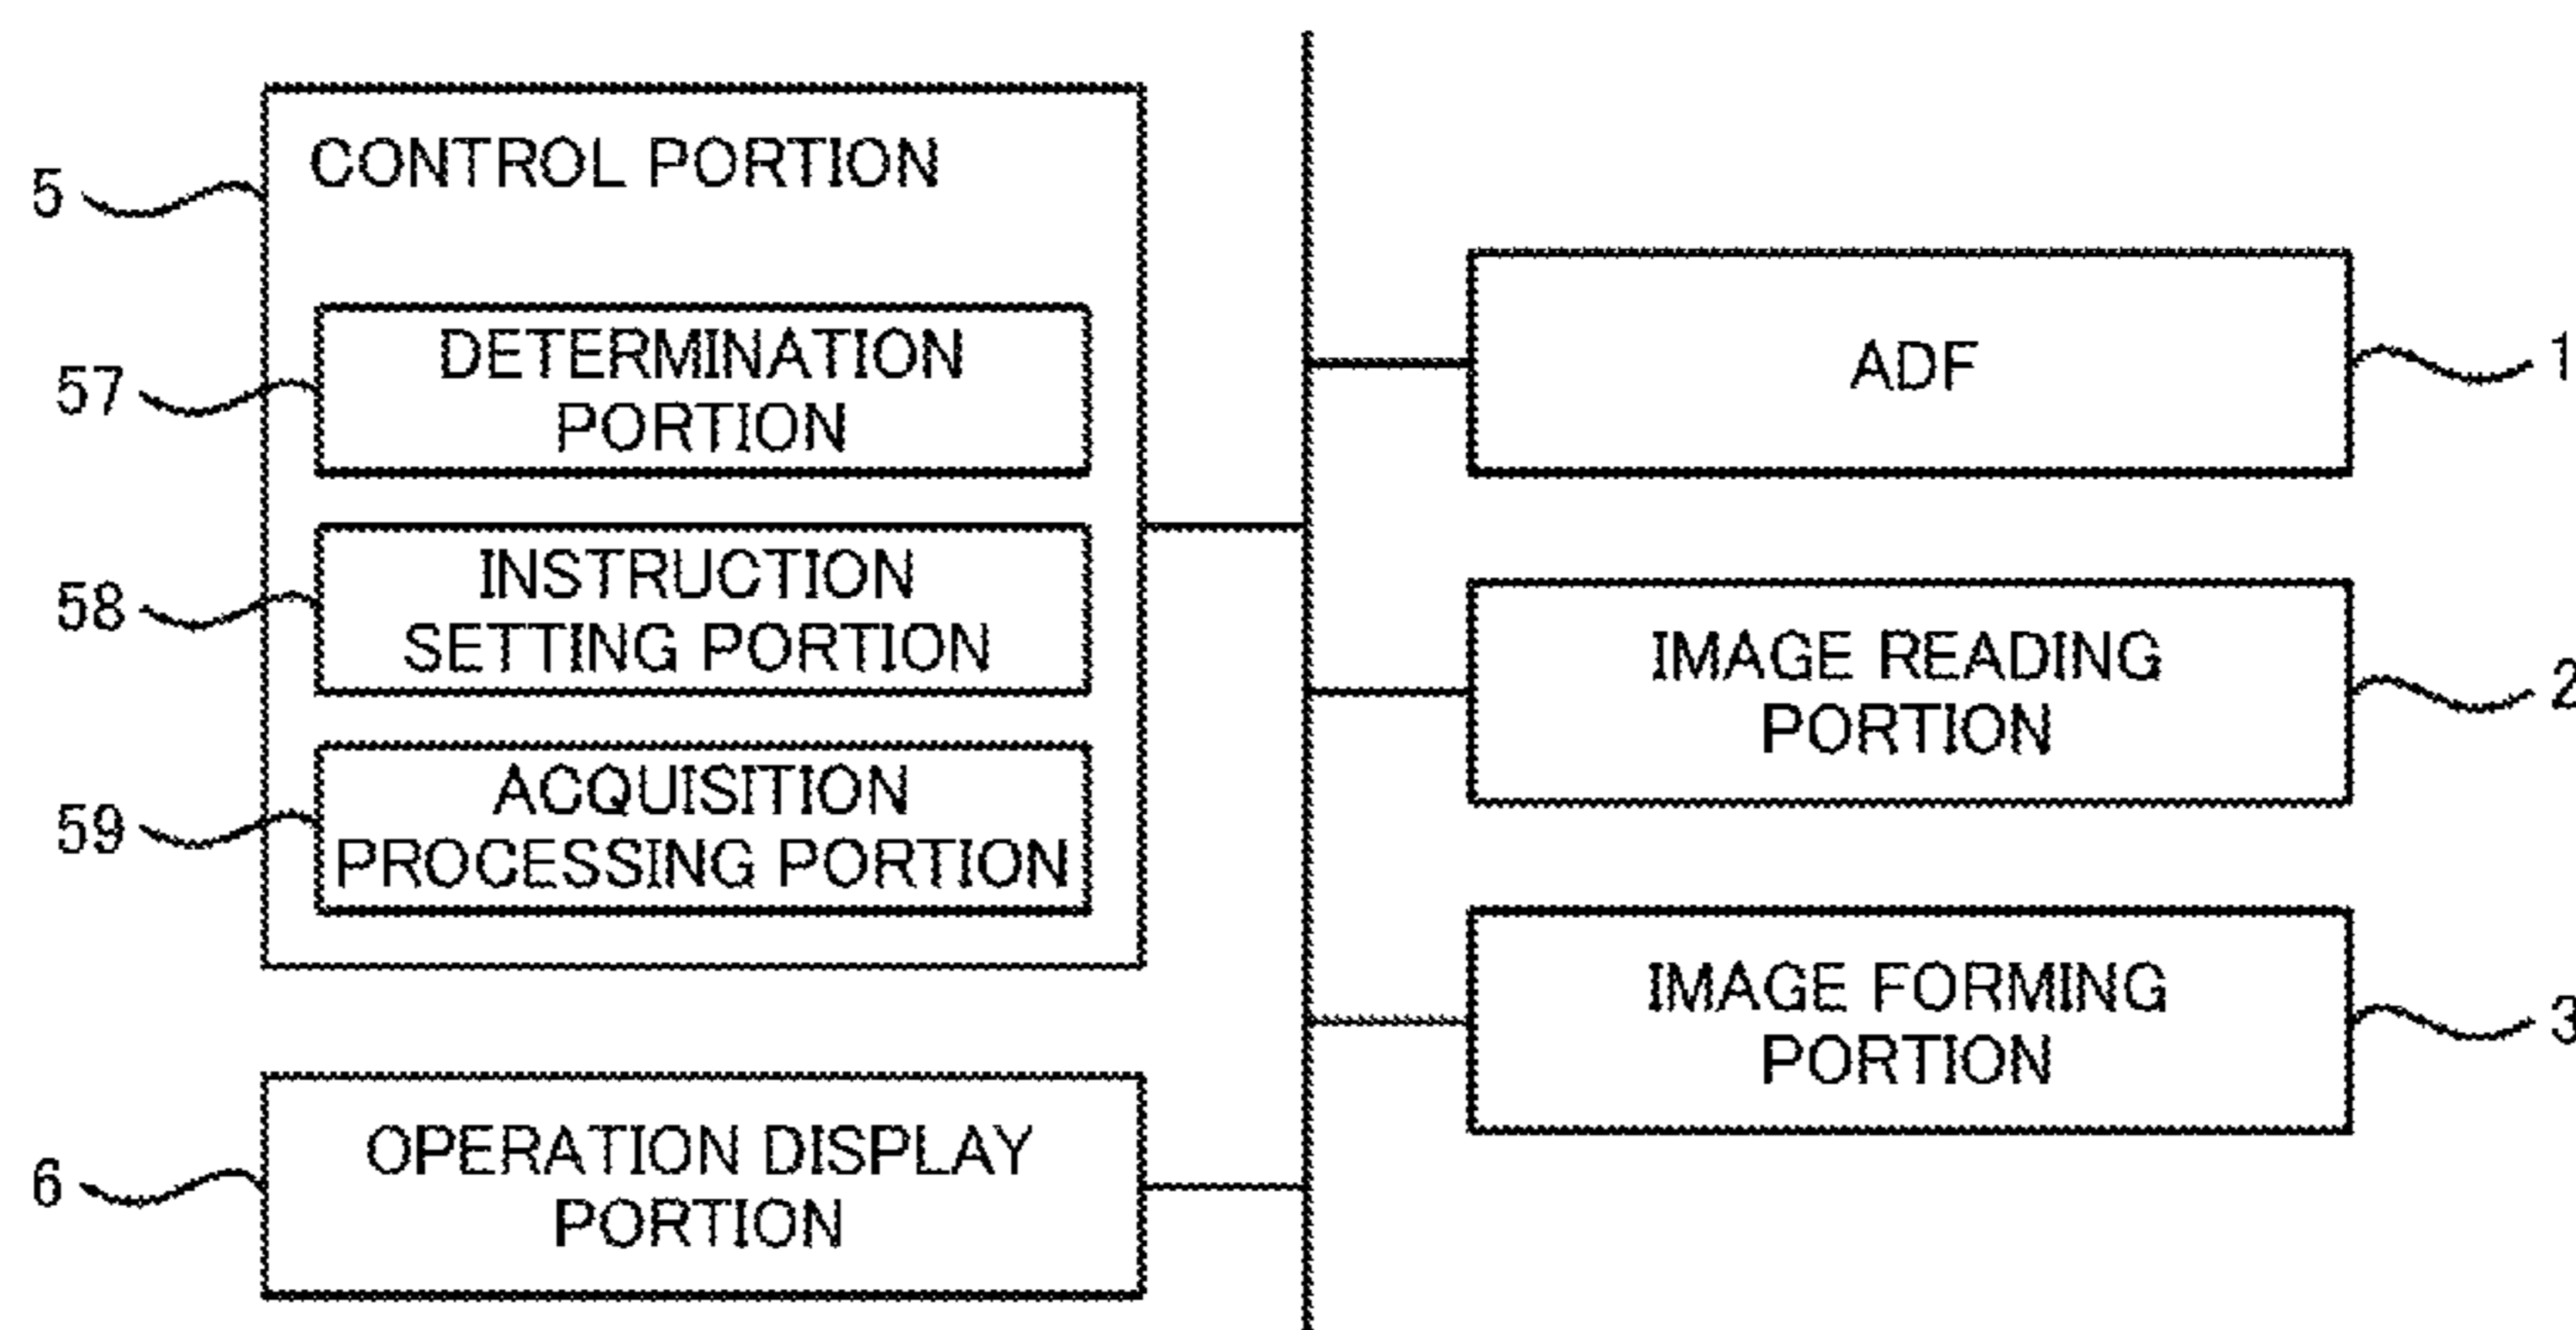 5
CONTROL PORTION
57
DETERMINATION
PORTION
58
INSTRUCTION
SETTING PORTION
59
ACQUISITION
PROCESSING PORTION
6
OPERATION DISPLAY
PORTION
ADF
1
IMAGE READING
PORTION
2
IMAGE FORMING
PORTION
3